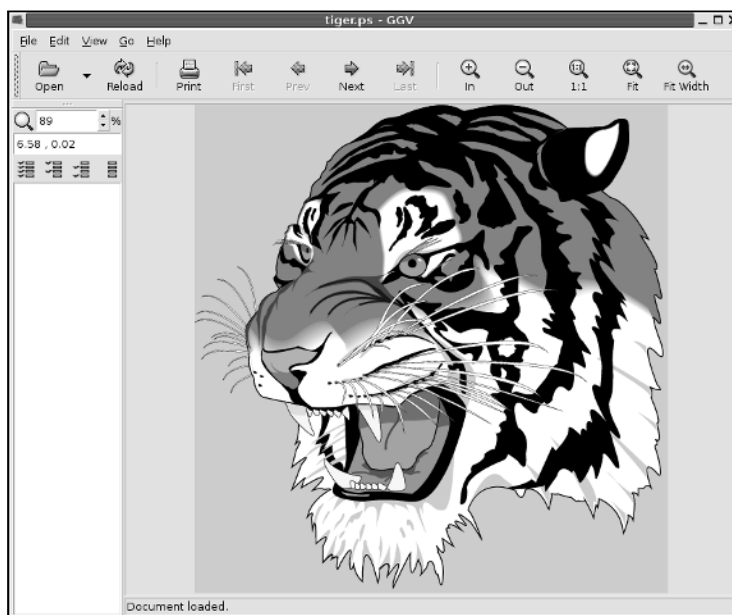 tiger.ps - GGV
File Edit View Go Help
Open Reload Print First Prev Next Last In Out 1:1 Fit Fit Width
89 %
6.58 , 0.02
Document loaded.